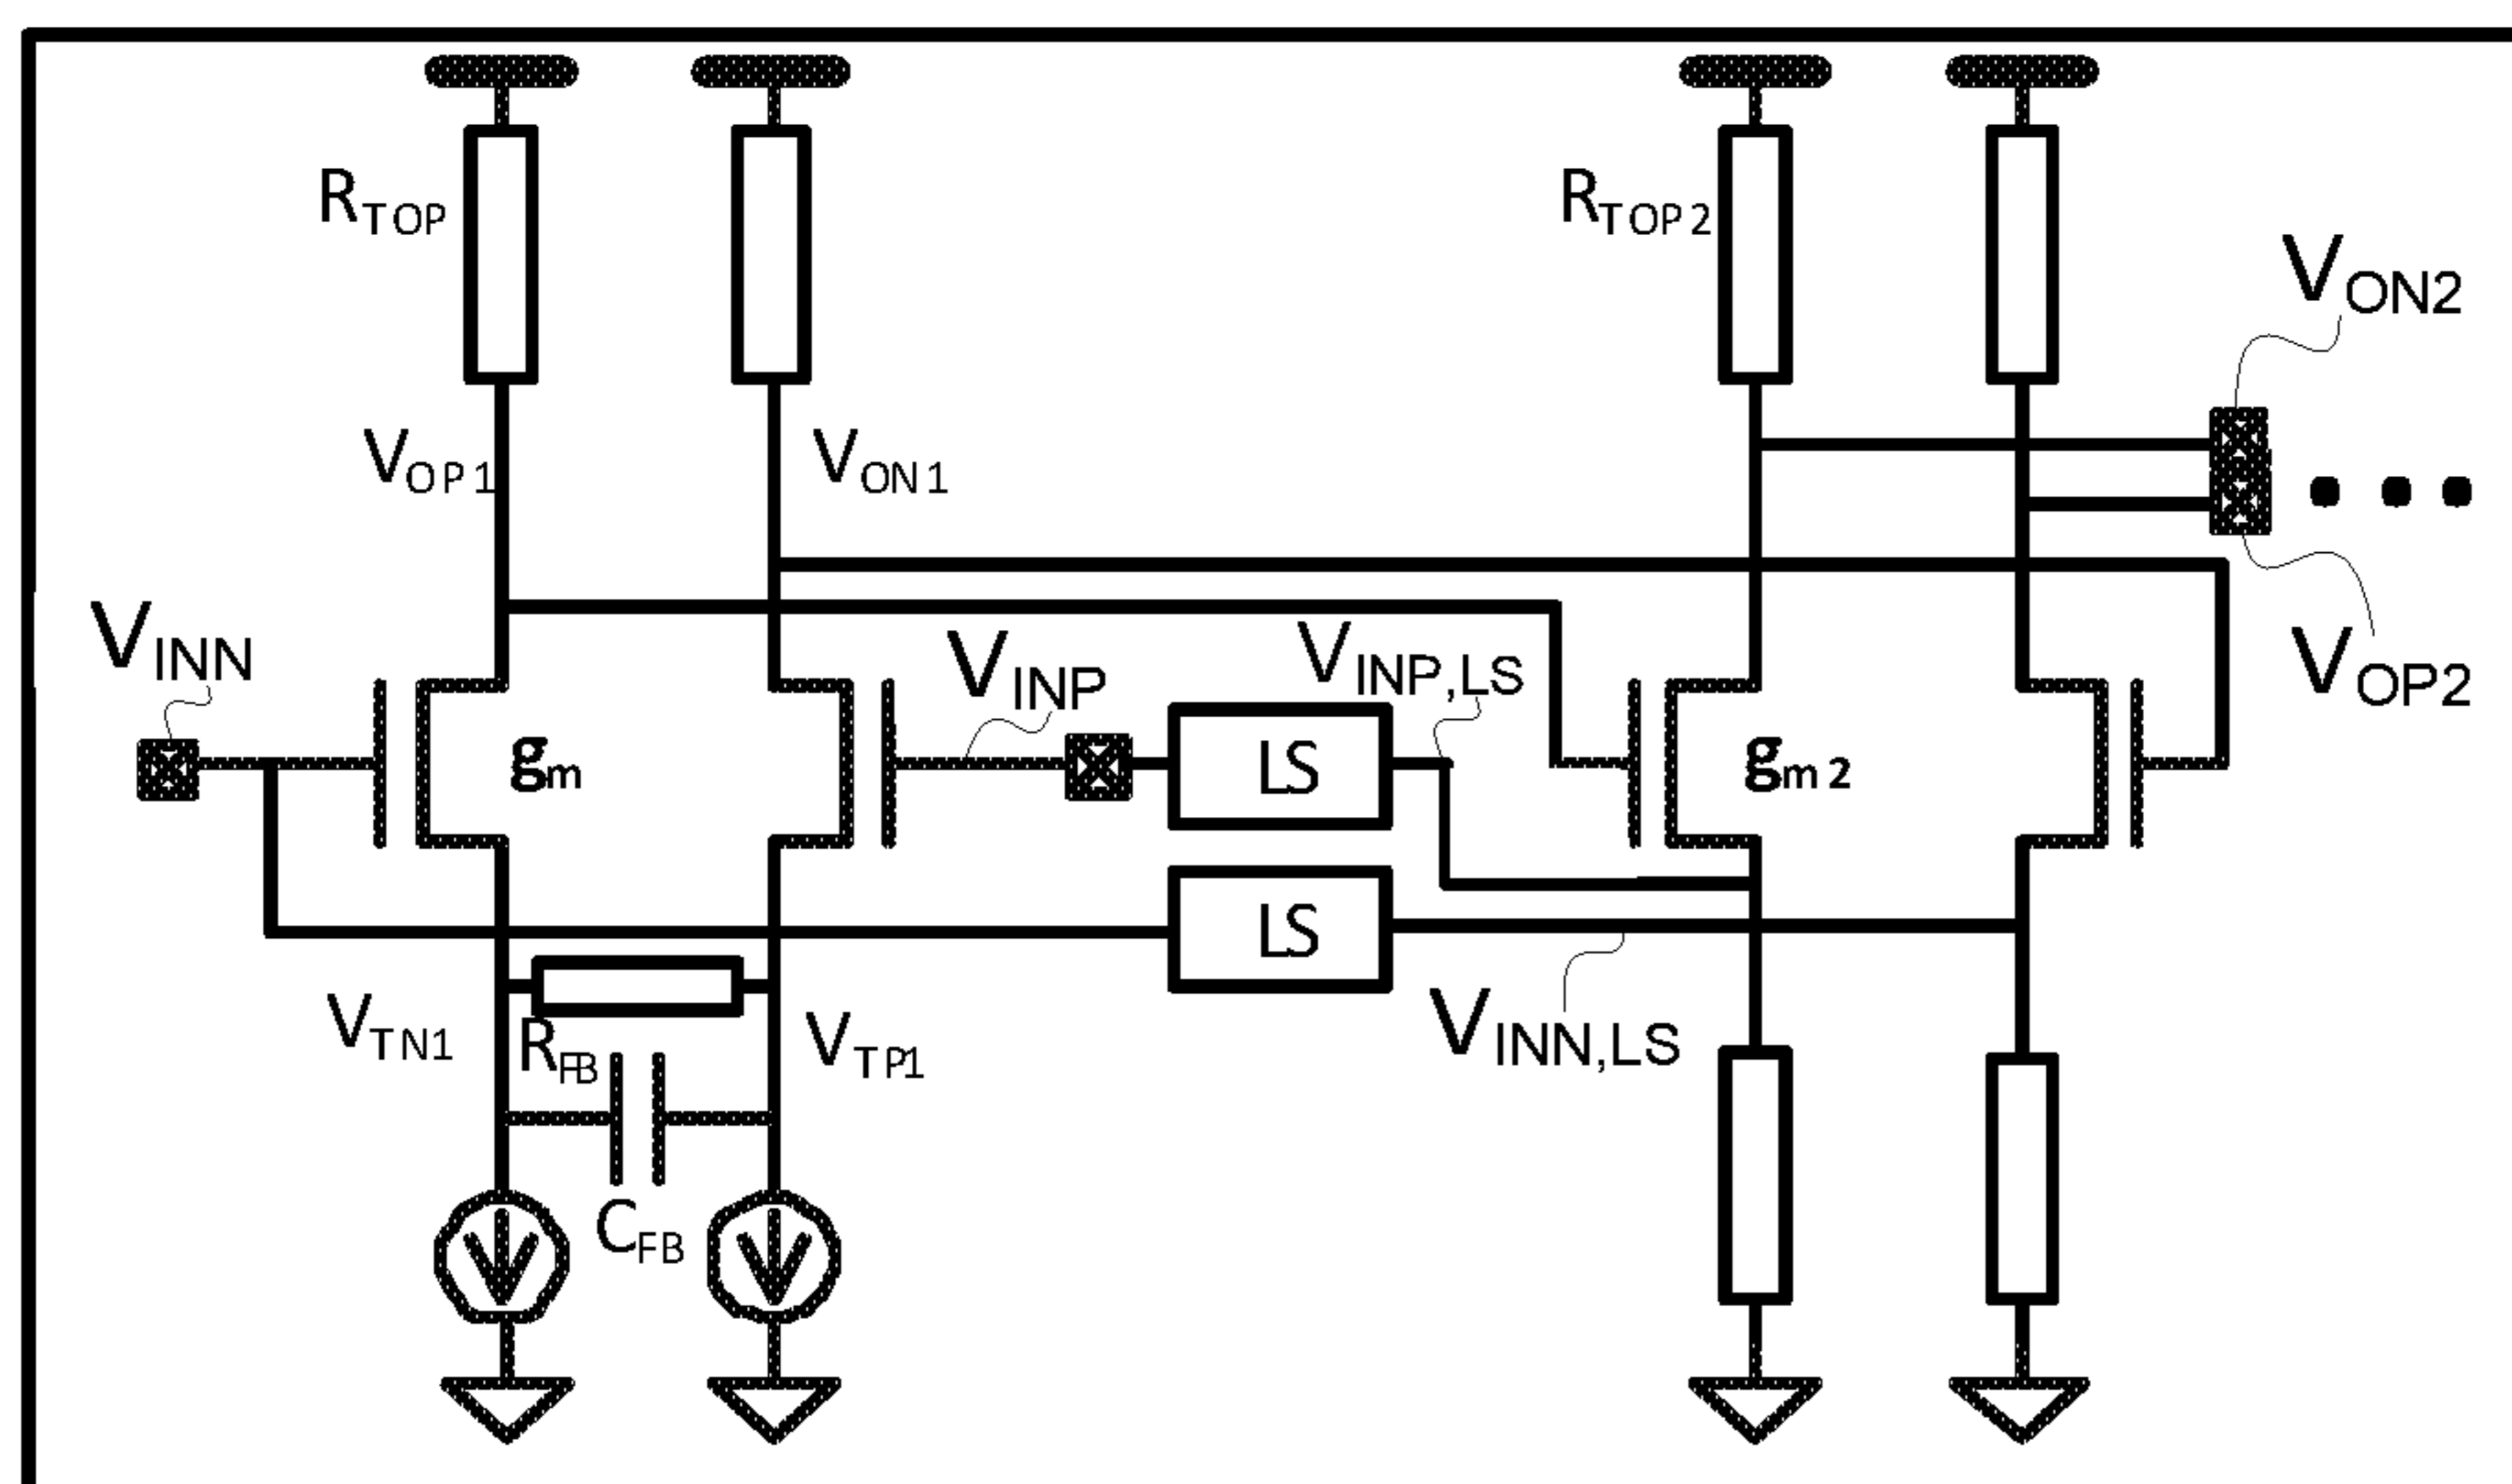 R_TOP
R_TOP2
V_ON2
V_OP1
V_ON1
V_INN
V_INP
V_INP,LS
V_OP2
g_m
LS
g_m2
LS
V_TN1
R_FB
V_TP1
V_INN,LS
C_FB